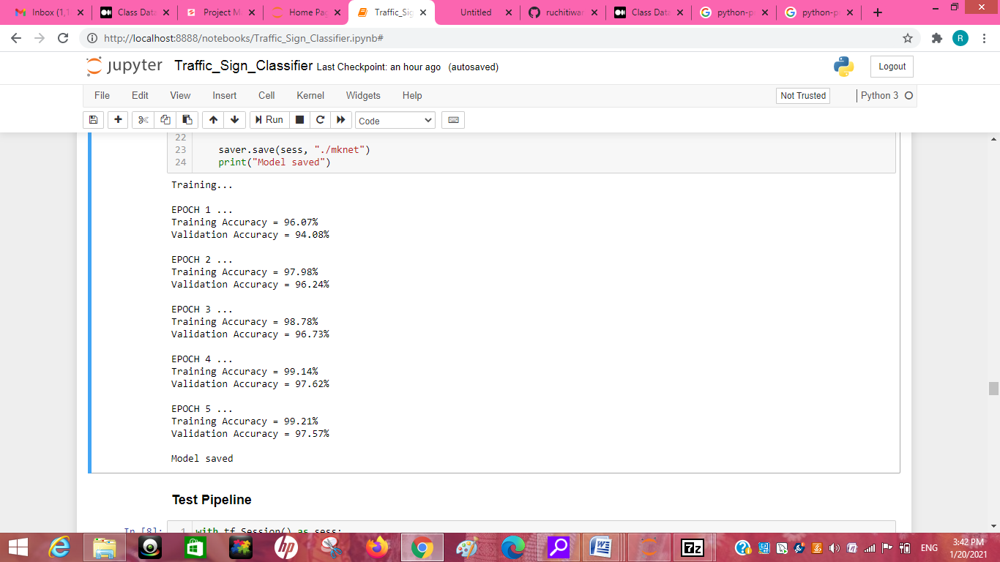 Inbox (1,1
Class Data
Project M
Home Pag
Traffic_Sig
Untitled
ruchitiwar
Class Data
python-p
python-p
http://localhost:8888/notebooks/Traffic_Sign_Classifier.ipynb#
R
jupyter Traffic_Sign_Classifier Last Checkpoint: an hour ago (autosaved)
Logout
File Edit View Insert Cell Kernel Widgets Help
Not Trusted
Python 3
Run
Code
22
23 saver.save(sess, "./mknet")
24 print("Model saved")
Training...
EPOCH 1 ...
Training Accuracy = 96.07%
Validation Accuracy = 94.08%
EPOCH 2 ...
Training Accuracy = 97.98%
Validation Accuracy = 96.24%
EPOCH 3 ...
Training Accuracy = 98.78%
Validation Accuracy = 96.73%
EPOCH 4 ...
Training Accuracy = 99.14%
Validation Accuracy = 97.62%
EPOCH 5 ...
Training Accuracy = 99.21%
Validation Accuracy = 97.57%
Model saved
Test Pipeline
In [8]: 1 with tf.Session() as sess:
hp
7z
ENG
3:42 PM
1/20/2021